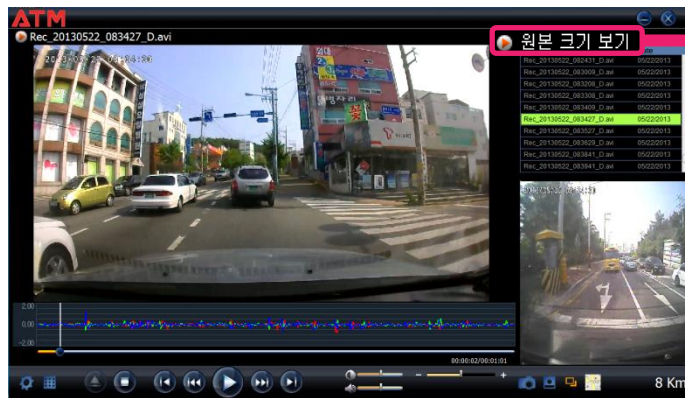 ATM
Rec_20130522_083427_D.avi
원본 크기 보기
Rec_20130522_082431_D.avi 05/22/2013
Rec_20130522_083009_D.avi 05/22/2013
Rec_20130522_083208_D.avi 05/22/2013
Rec_20130522_083308_D.avi 05/22/2013
Rec_20130522_083409_D.avi 05/22/2013
Rec_20130522_083427_D.avi 05/22/2013
Rec_20130522_083527_D.avi 05/22/2013
Rec_20130522_083629_D.avi 05/22/2013
Rec_20130522_083841_D.avi 05/22/2013
Rec_20130522_083941_D.avi 05/22/2013
2.00
0.00
-2.00
00:00:02/00:01:01
- +
8 Km